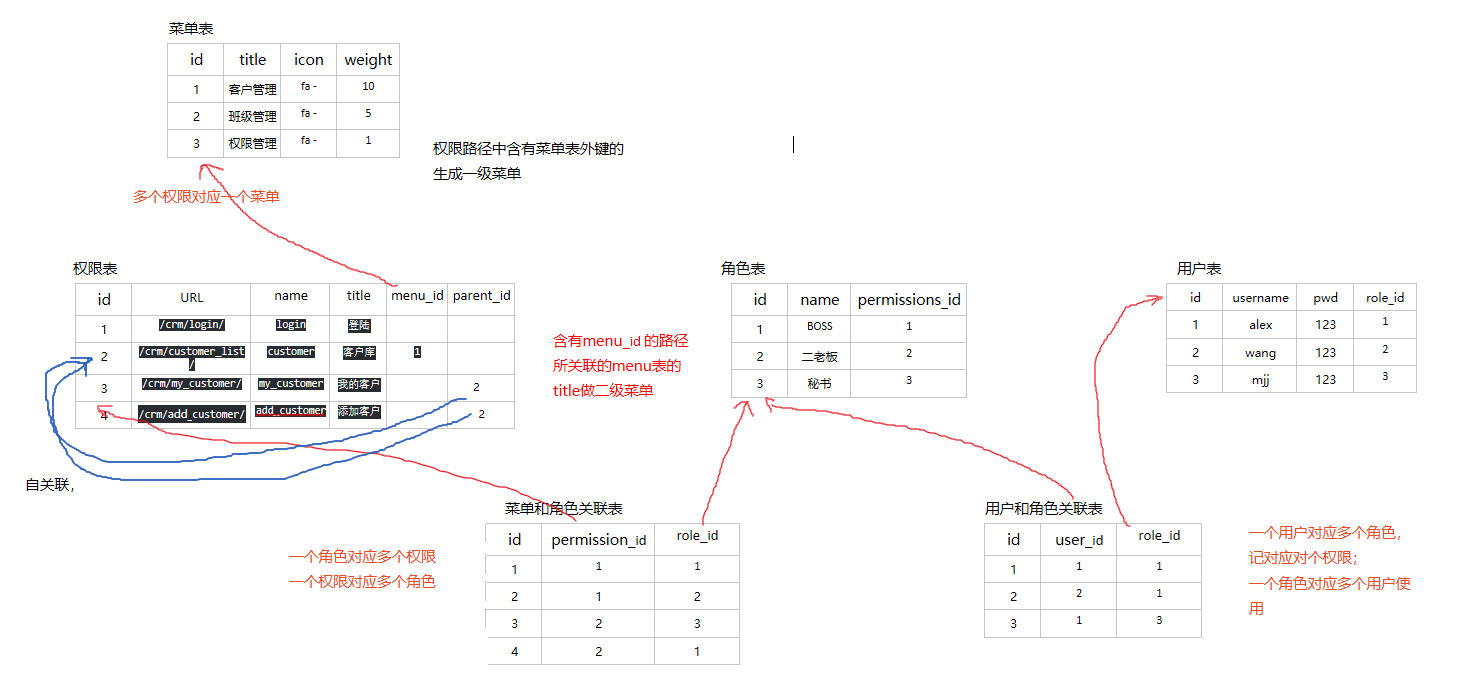 菜单表
id title icon weight
1 客户管理 fa - 10
2 班级管理 fa - 5
3 权限管理 fa - 1
权限路径中含有菜单表外键的
生成一级菜单
多个权限对应一个菜单
权限表
id URL name title menu_id parent_id
1 /crm/login/ login 登陆
2 /crm/customer_list
/ customer 客户库 1
3 /crm/my_customer/ my_customer 我的客户 2
4 /crm/add_customer/ add_customer 添加客户 2
自关联,
含有menu_id 的路径
所关联的menu表的
title做二级菜单
角色表
id name permissions_id
1 BOSS 1
2 二老板 2
3 秘书 3
用户表
id username pwd role_id
1 alex 123 1
2 wang 123 2
3 mjj 123 3
菜单和角色关联表
id permission_id role_id
1 1 1
2 1 2
3 2 3
4 2 1
一个角色对应多个权限
一个权限对应多个角色
用户和角色关联表
id user_id role_id
1 1 1
2 2 1
3 1 3
一个用户对应多个角色，
记对应对个权限；
一个角色对应多个用户使
用